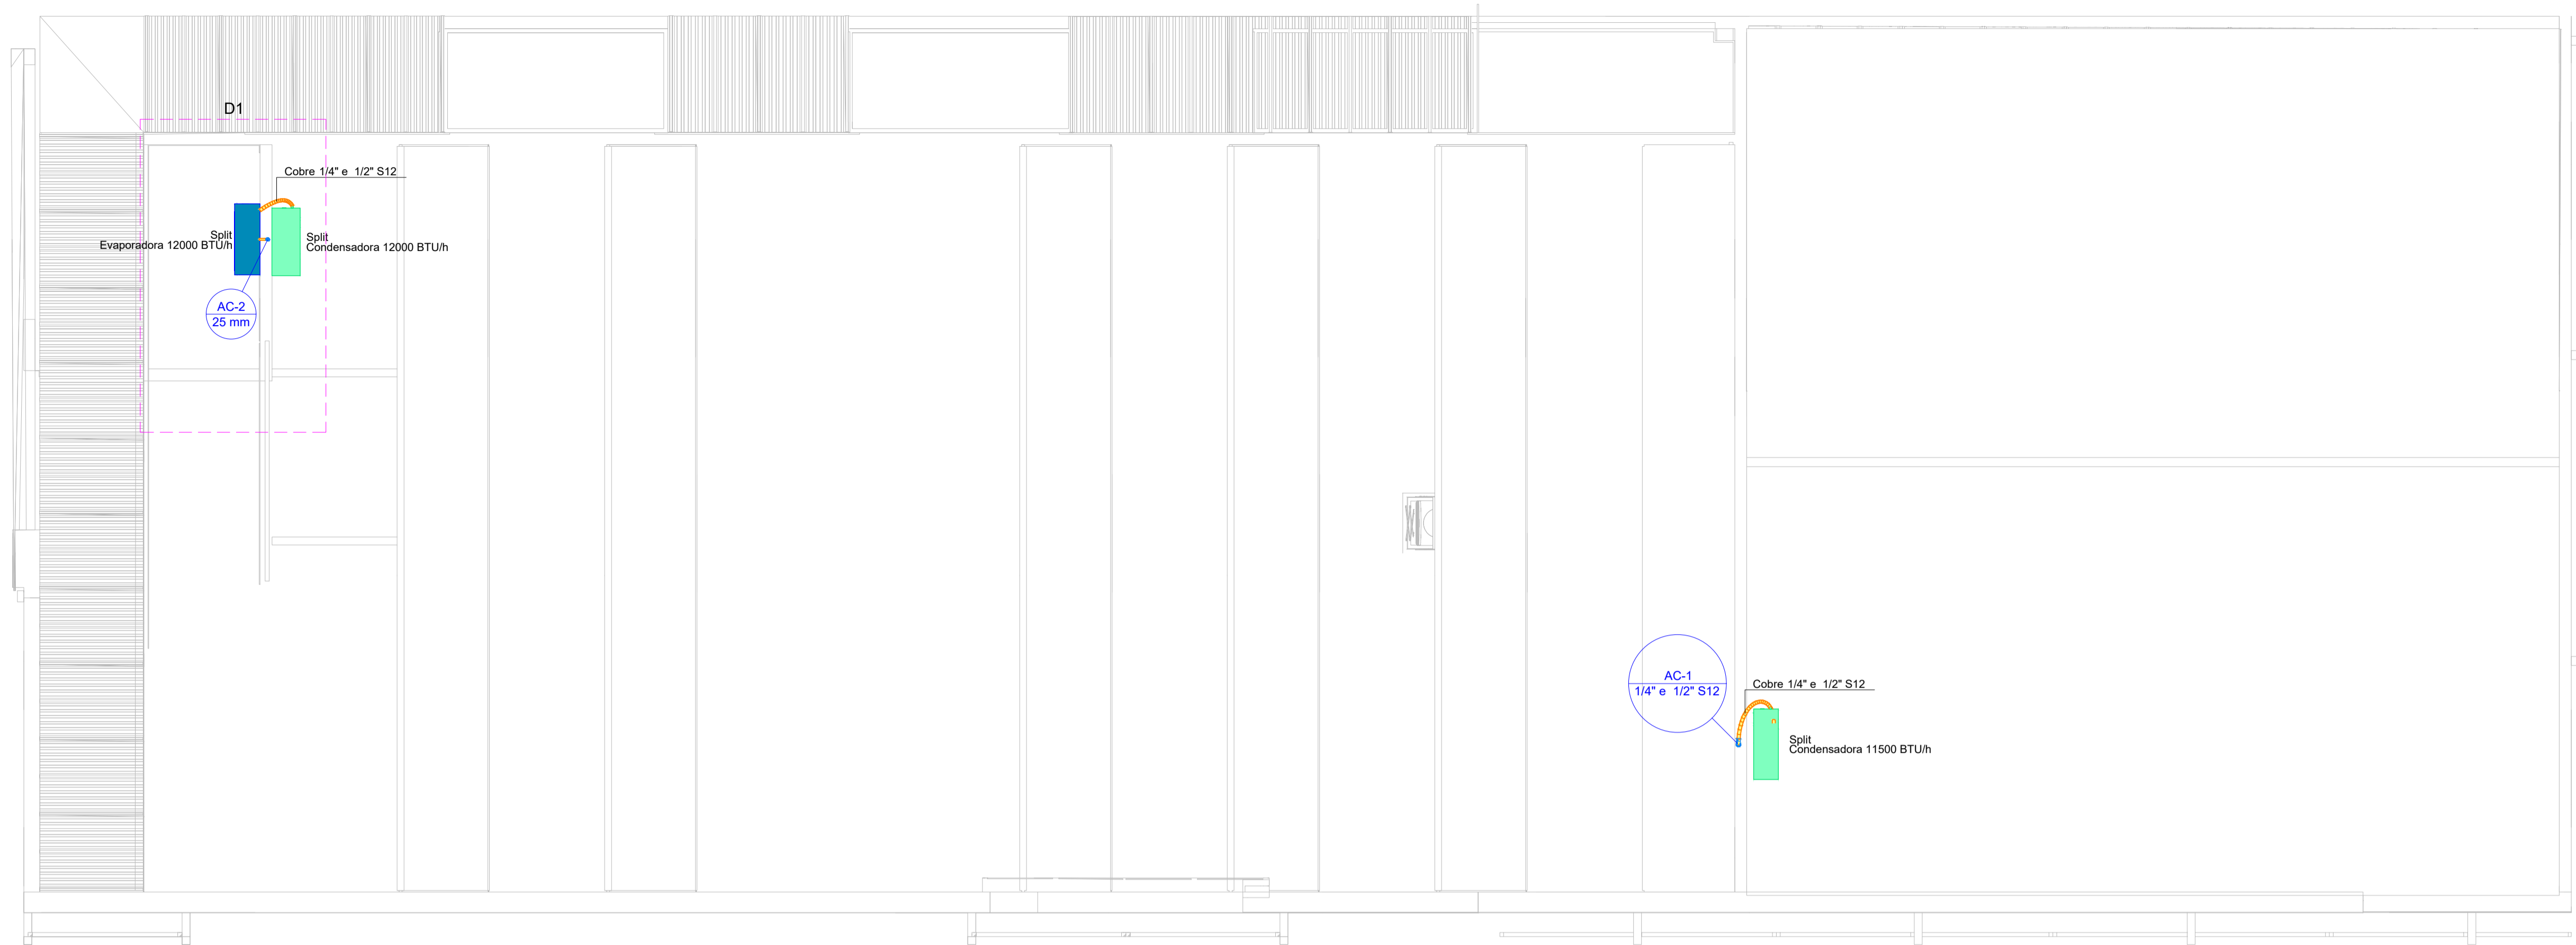 D1
Cobre 1/4" e 1/2" S12
Split
Evaporadora 12000 BTU/h
Split
Condensadora 12000 BTU/h
AC-2
25 mm
AC-1
1/4" e 1/2" S12
Cobre 1/4" e 1/2" S12
Split
Condensadora 11500 BTU/h